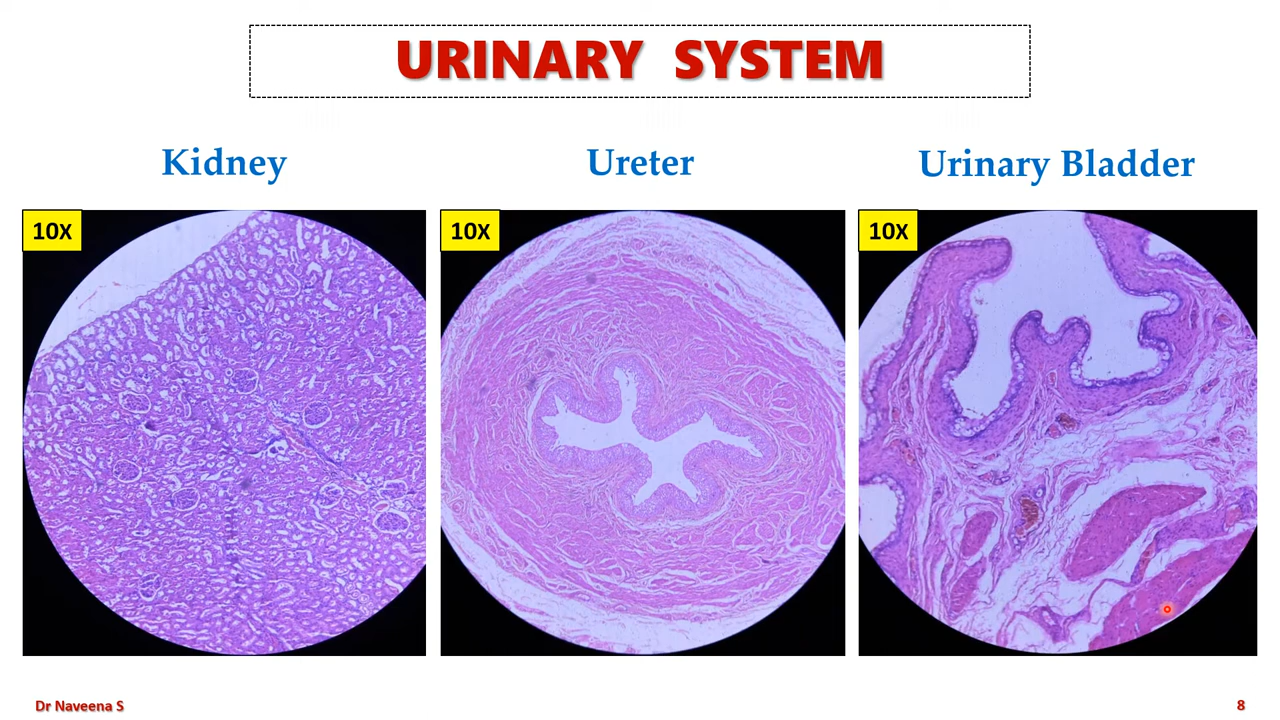 URINARY SYSTEM
Kidney
Ureter
Urinary Bladder
10X
10X
10X
Dr Naveena S
8